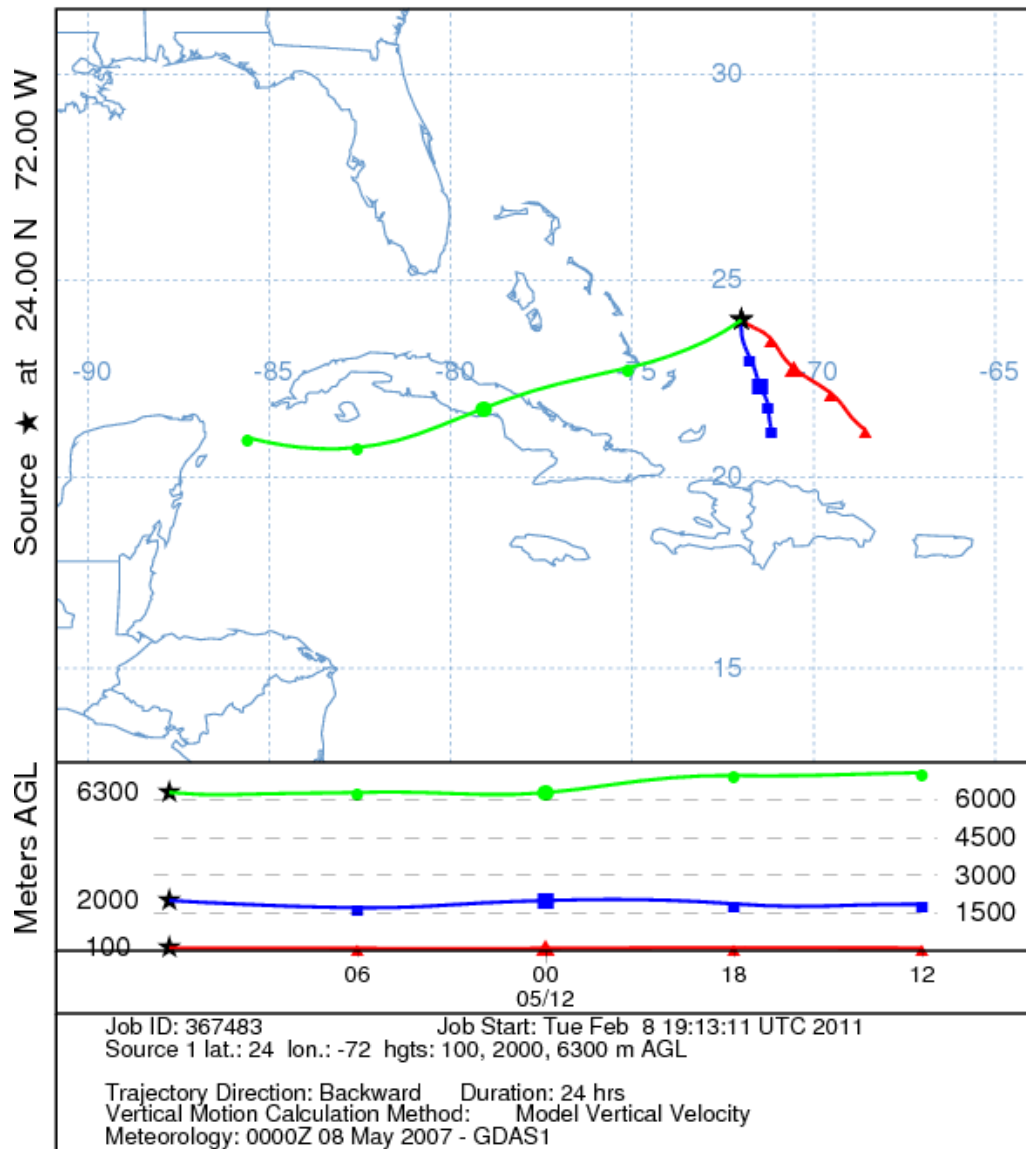 Source ★ at 24.00 N 72.00 W
30
25
-90 -85 -80 -75 -70 -65
20
15
Meters AGL
6300 6000
4500
3000
2000 1500
100
06 00 18 12
05/12
Job ID: 367483 Job Start: Tue Feb 8 19:13:11 UTC 2011
Source 1 lat.: 24 lon.: -72 hgts: 100, 2000, 6300 m AGL
Trajectory Direction: Backward Duration: 24 hrs
Vertical Motion Calculation Method: Model Vertical Velocity
Meteorology: 0000Z 08 May 2007 - GDAS1